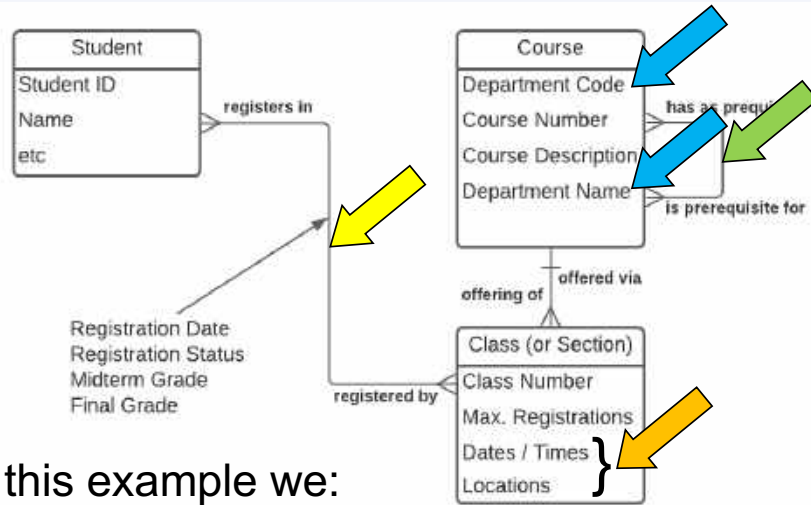 Student
Student ID
Name
etc
registers in
Registration Date
Registration Status
Midterm Grade
Final Grade
registered by
Course
Department Code
Course Number
Course Description
Department Name
has as
is prerequisite for
offered via
offering of
Class (or Section)
Class Number
Max. Registrations
Dates / Times
Locations
}
this example we: